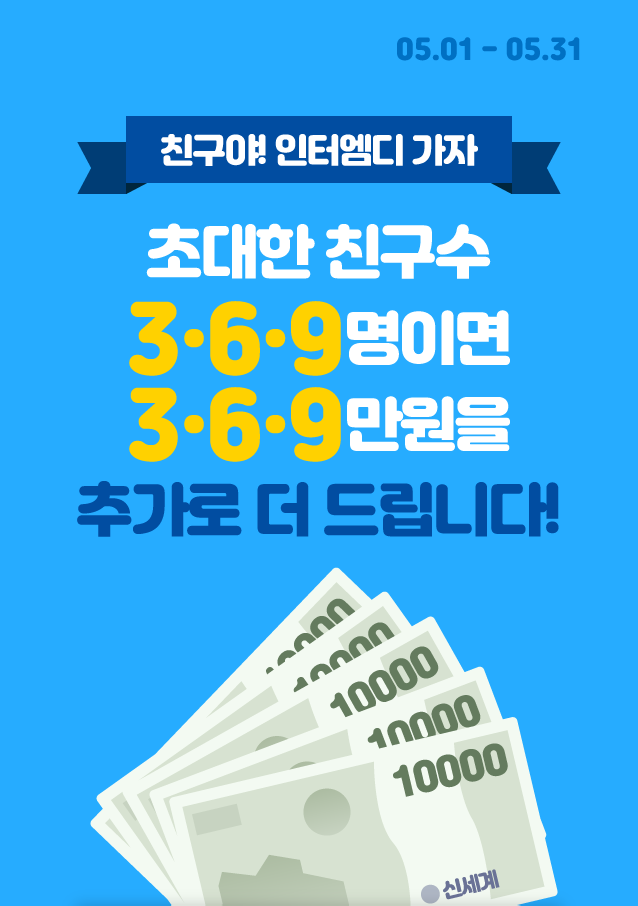 05.01 - 05.31
친구야! 인터엠디 가자
초대한 친구수
3·6·9명이면
3·6·9만원을
추가로 더 드립니다!
10000
10000
10000
10000
10000
신세계